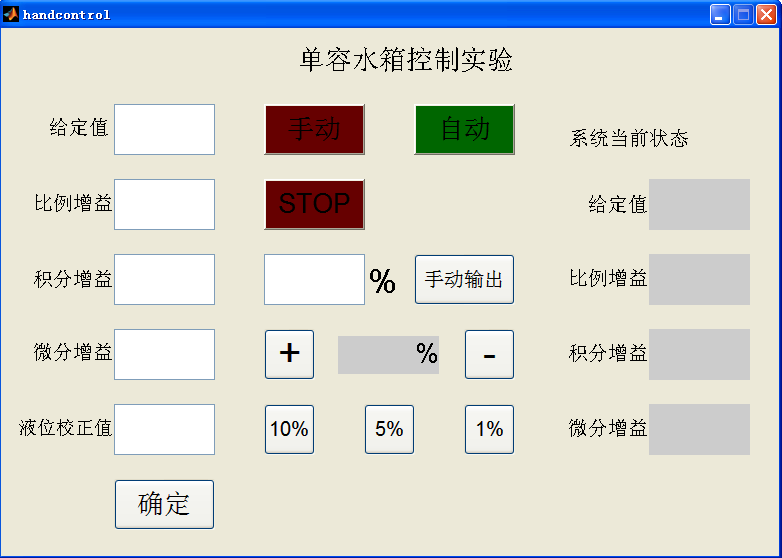 handcontrol
单容水箱控制实验
给定值
手动
自动
系统当前状态
比例增益
STOP
给定值
积分增益
%
手动输出
比例增益
微分增益
+
%
-
积分增益
液位校正值
10%
5%
1%
微分增益
确定